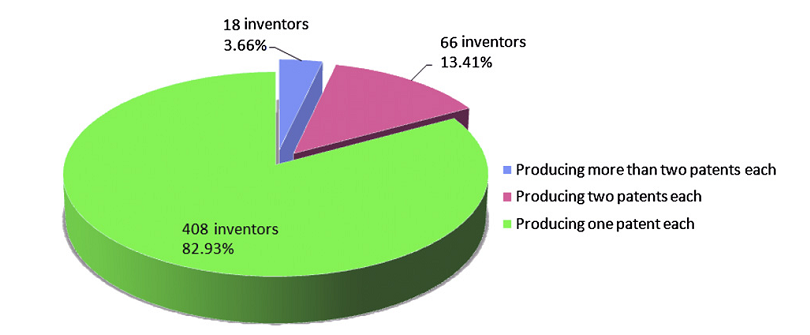 18 inventors
3.66%
66 inventors
13.41%
408 inventors
82.93%
Producing more than two patents each
Producing two patents each
Producing one patent each